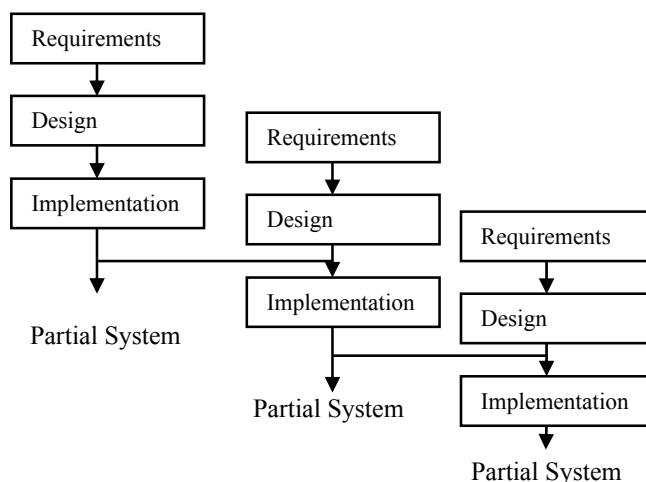 Requirements
Design
Implementation
Partial System
Requirements
Design
Implementation
Partial System
Requirements
Design
Implementation
Partial System